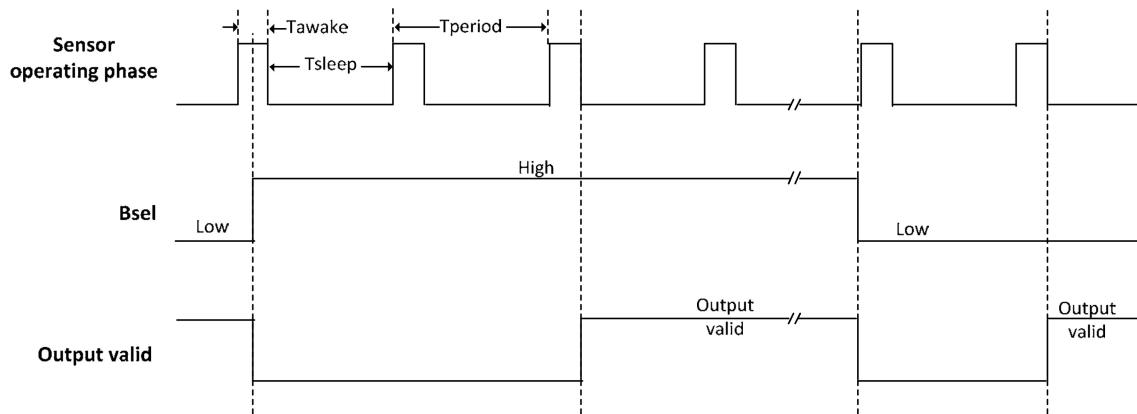 Sensor
operating phase
Tawake
Tperiod
Tsleep
Bsel
Low
High
Low
Output valid
Output
valid
Output
valid